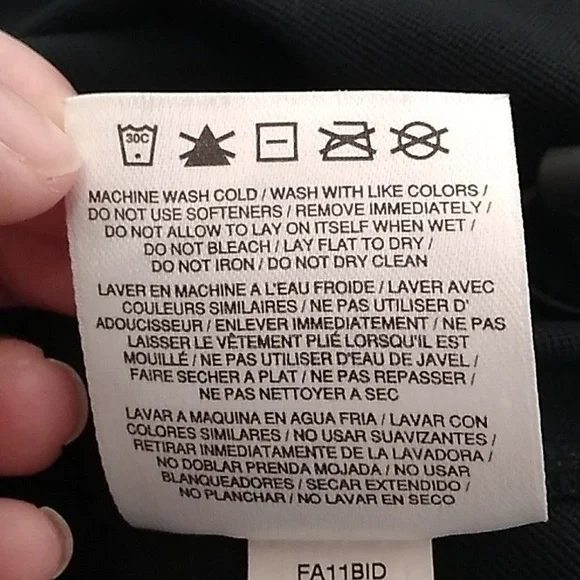 30C
MACHINE WASH COLD / WASH WITH LIKE COLORS /
DO NOT USE SOFTENERS / REMOVE IMMEDIATELY /
DO NOT ALLOW TO LAY ON ITSELF WHEN WET /
DO NOT BLEACH / LAY FLAT TO DRY /
DO NOT IRON / DO NOT DRY CLEAN
LAVER EN MACHINE A L'EAU FROIDE / LAVER AVEC
COULEURS SIMILAIRES / NE PAS UTILISER D'
ADOUCISSEUR / ENLEVER IMMEDIATEMENT / NE PAS
LAISSER LE VÊTEMENT PLIÉ LORSQU'IL EST
MOUILLÉ / NE PAS UTILISER D'EAU DE JAVEL /
FAIRE SECHER A PLAT / NE PAS REPASSER /
NE PAS NETTOYER A SEC
LAVAR A MAQUINA EN AGUA FRIA / LAVAR CON
COLORES SIMILARES / NO USAR SUAVIZANTES /
RETIRAR INMEDIATAMENTE DE LA LAVADORA /
NO DOBLAR PRENDA MOJADA / NO USAR
BLANQUEADORES / SECAR EXTENDIDO /
NO PLANCHAR / NO LAVAR EN SECO
FA11BID